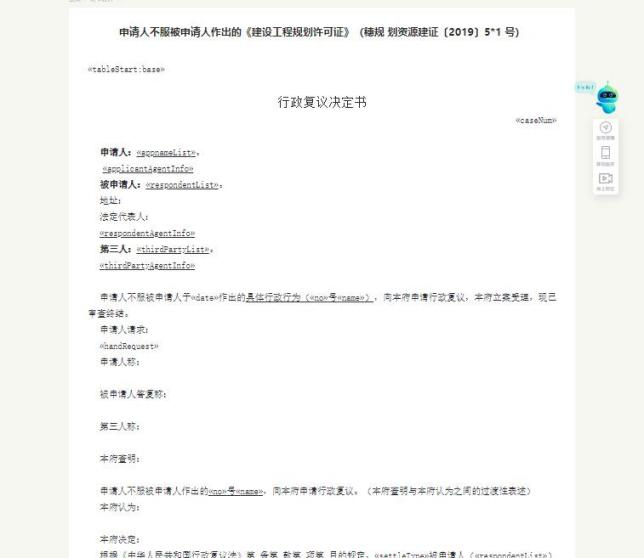 申请人不服被申请人作出的《建设工程规划许可证》（穗规 划资源建证〔2019〕5*1 号）
«tableStart:base»
行政复议决定书
«caseNum»
申请人：«appnameList»。
«applicantAgentInfo»
被申请人：«respondentList»。
地址：
法定代表人：
«respondentAgentInfo»
第三人：«thirdPartyList»。
«thirdPartyAgentInfo»
申请人不服被申请人于«date»作出的具体行政行为（«no»号«name»），向本府申请行政复议，本府立案受理，现已
审查终结。
申请人请求：
«handRequest»
申请人称：
被申请人答复称：
第三人称：
本府查明：
申请人不服被申请人作出的«no»号«name»，向本府申请行政复议。（本府查明与本府认为之间的过渡性表述）
本府认为：
本府决定：
根据《中华人民共和国行政复议法》第 条第 款第 项第 目的规定，«settleType»被申请人（«respondentList»）